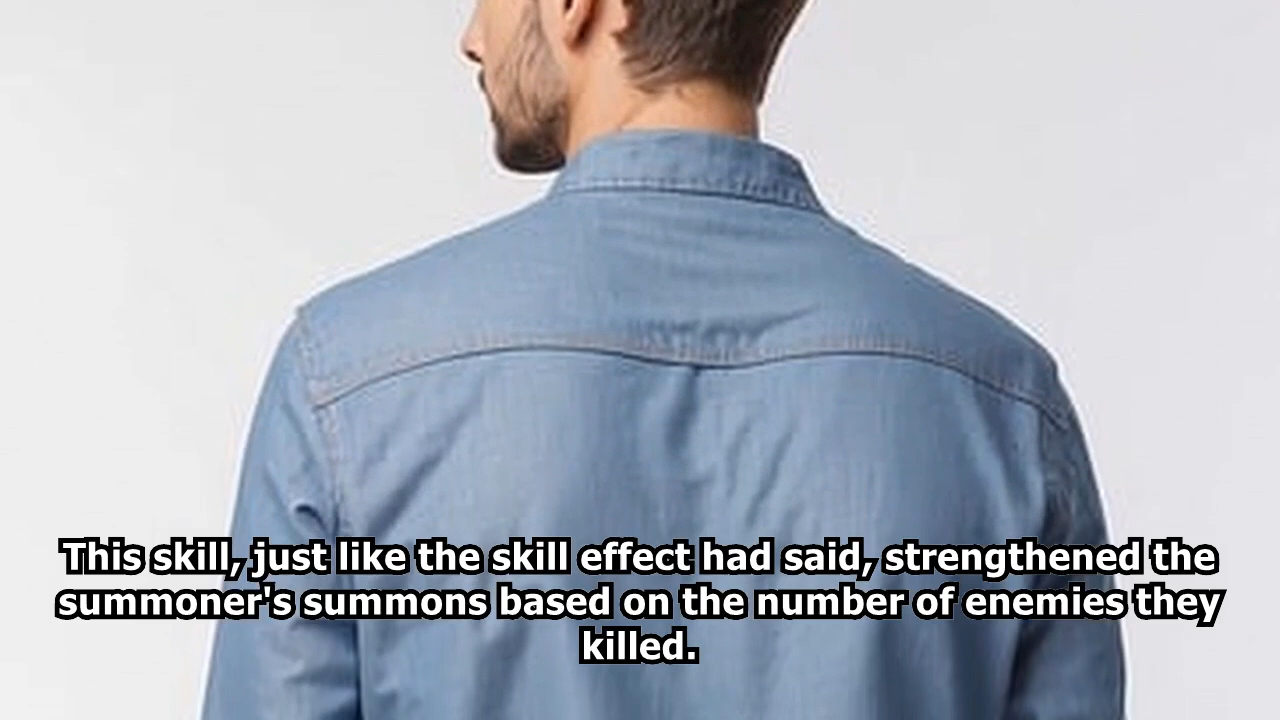 This skill, just like the skill effect had said, strengthened the
summoner's summons based on the number of enemies they
killed.